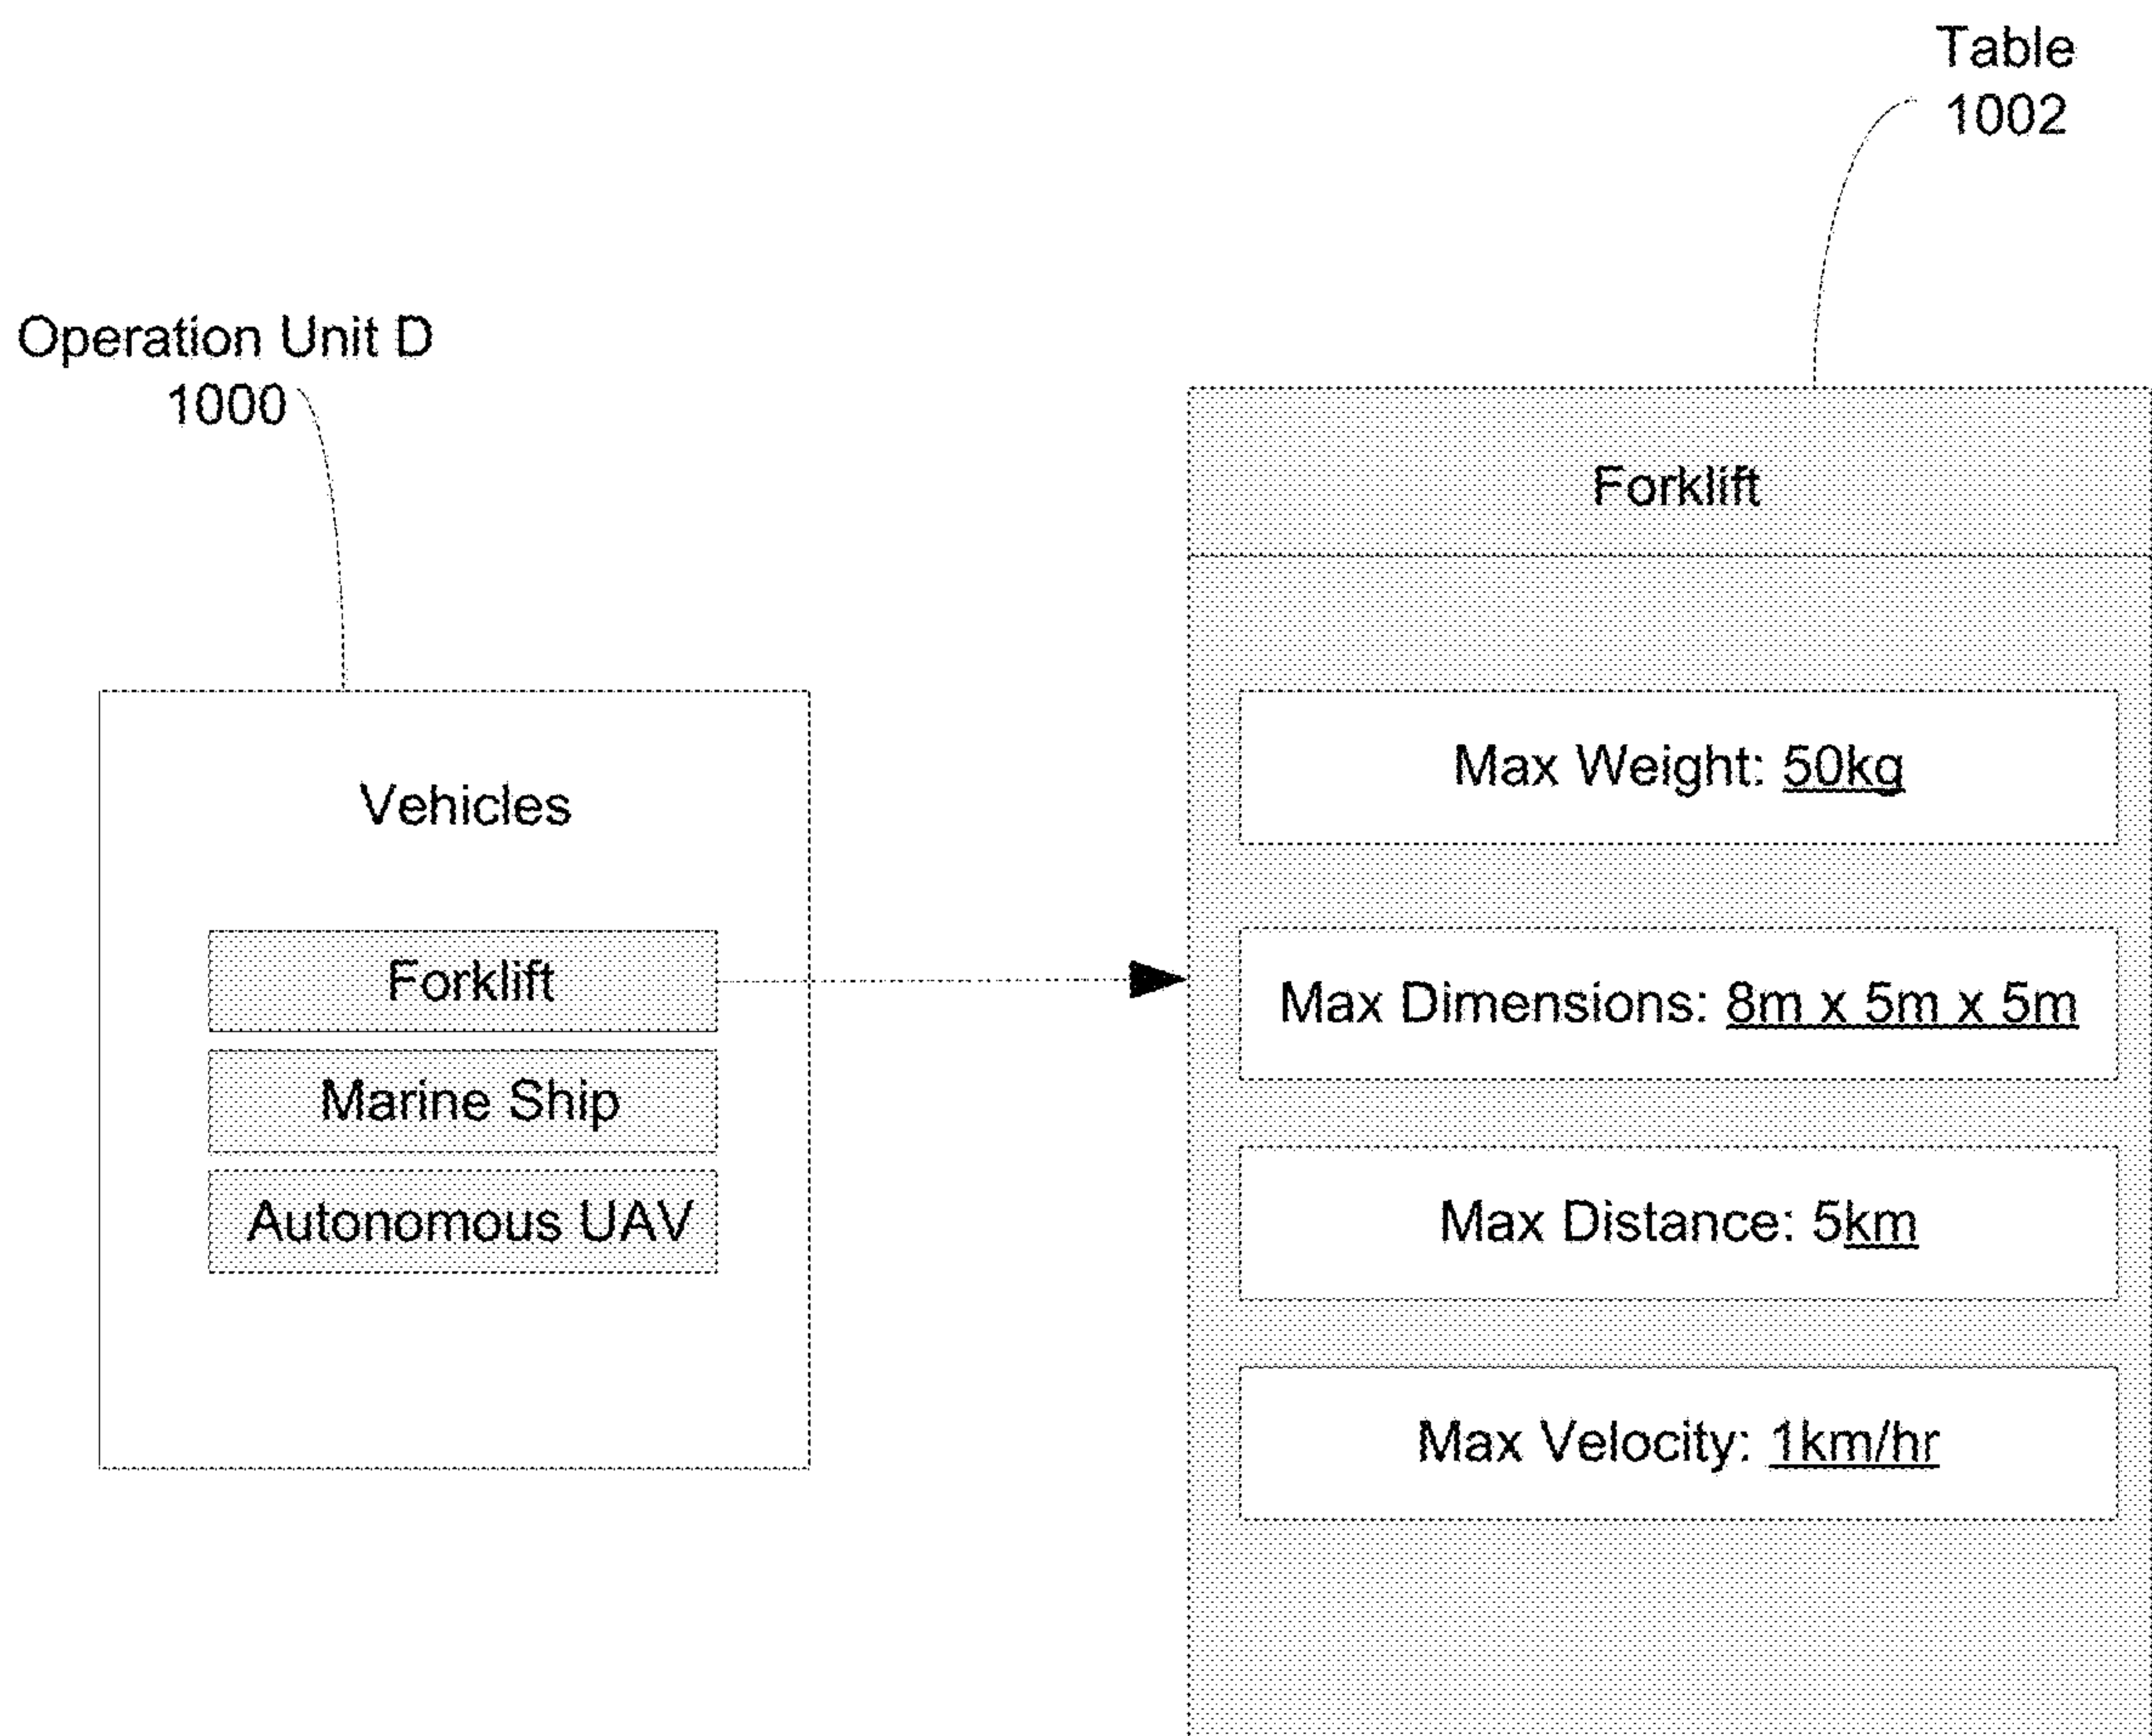 Table
1002
Operation Unit D
1000
Forklift
Vehicles
Forklift
Marine Ship
Autonomous UAV
Max Weight: 50kg
Max Dimensions: 8m x 5m x 5m
Max Distance: 5km
Max Velocity: 1km/hr